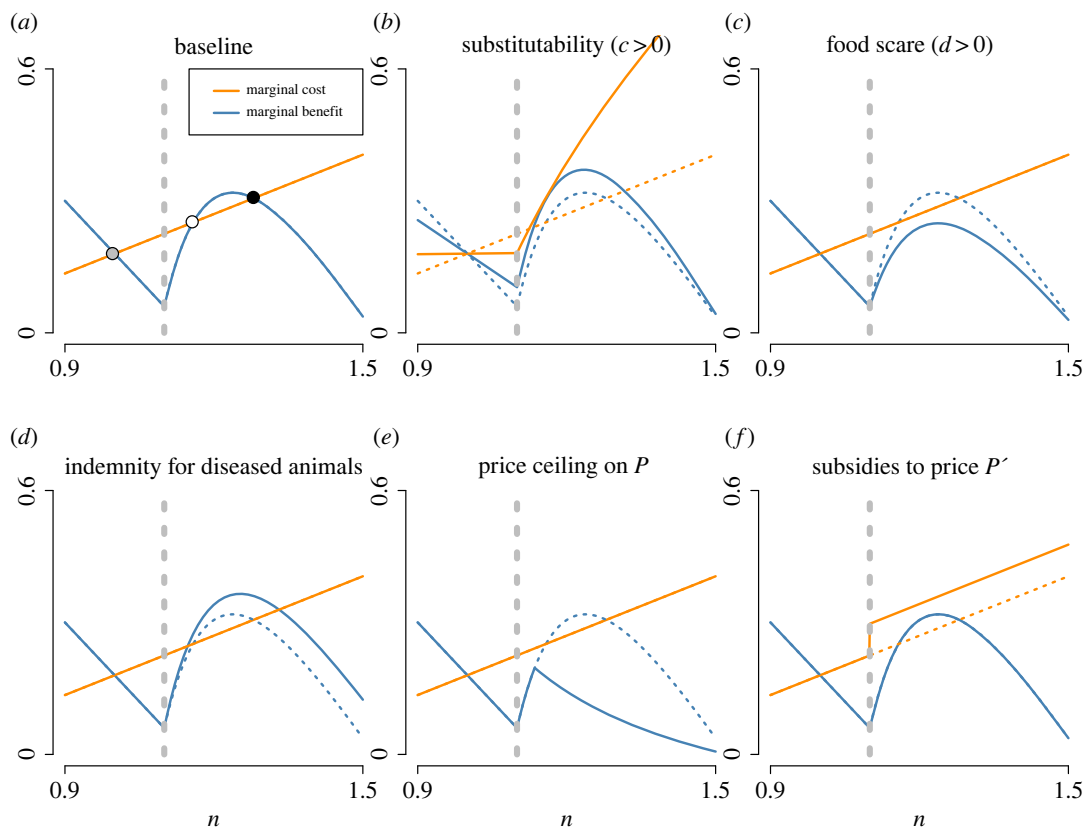 (a)
baseline
0.6
marginal cost
marginal benefit
0
0.9
1.5
(b)
substitutability (c > 0)
0.6
0
0.9
1.5
(c)
food scare (d > 0)
0.6
0
0.9
1.5
(d)
indemnity for diseased animals
0.6
0
0.9
1.5
n
(e)
price ceiling on P
0.6
0
0.9
1.5
n
(f)
subsidies to price P´
0.6
0
0.9
1.5
n